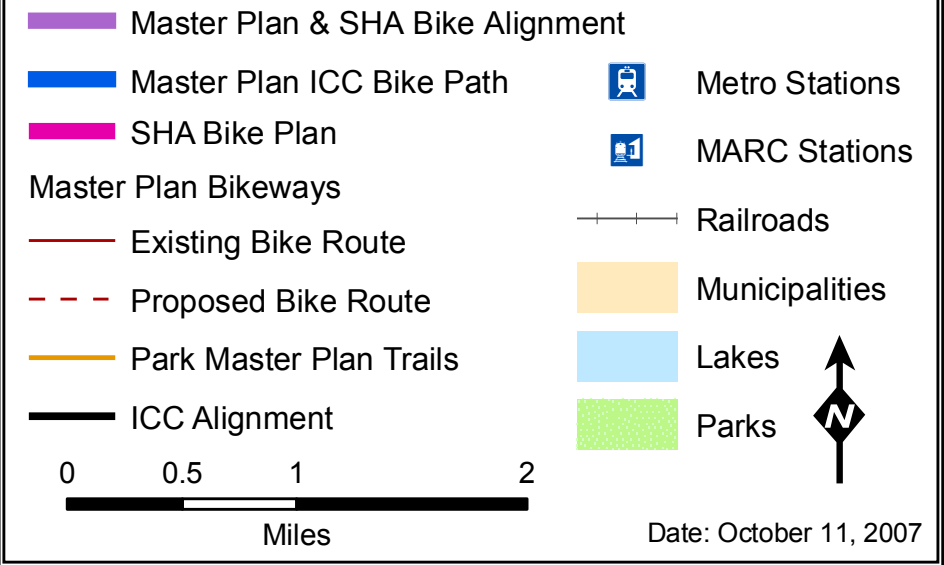 Master Plan & SHA Bike Alignment
Master Plan ICC Bike Path
SHA Bike Plan
Master Plan Bikeways
Existing Bike Route
Proposed Bike Route
Park Master Plan Trails
ICC Alignment
0 0.5 1 2
Miles
Metro Stations
MARC Stations
Railroads
Municipalities
Lakes
Parks
N
Date: October 11, 2007